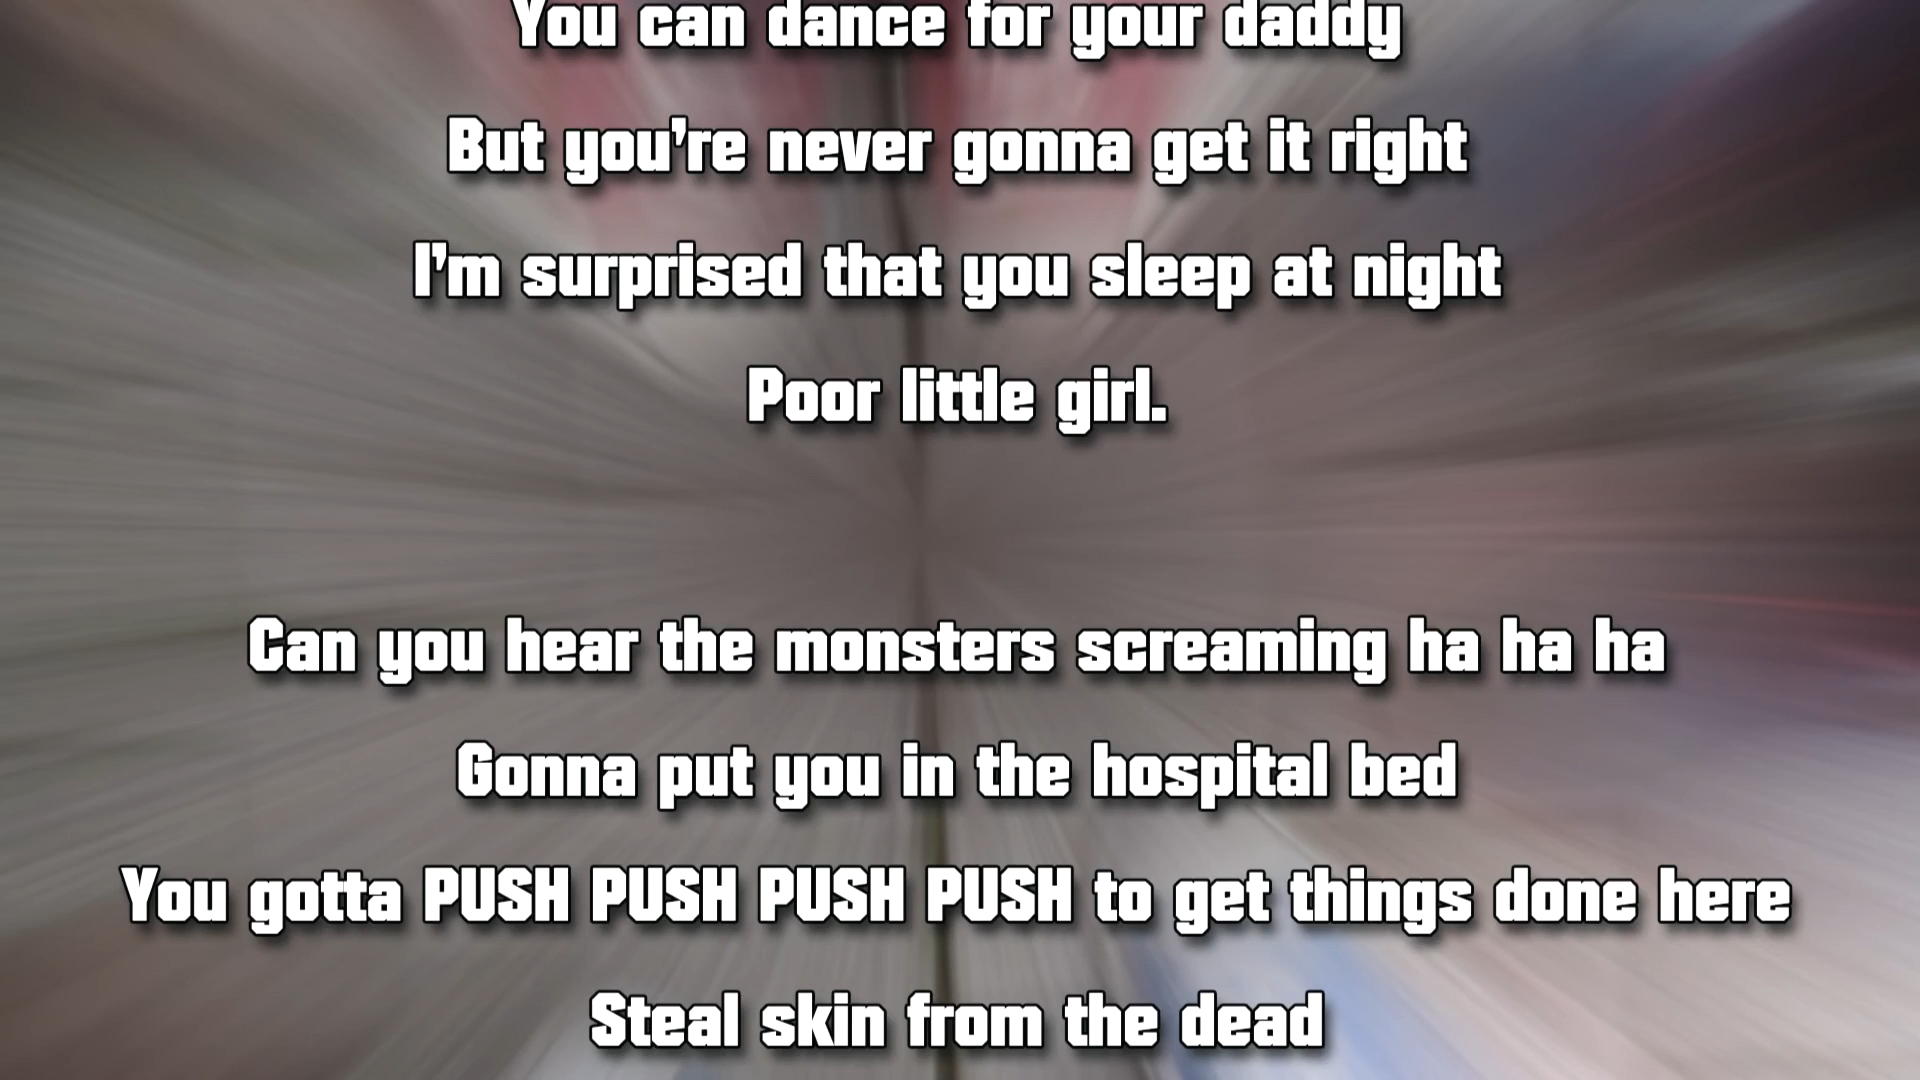 You can dance for your daddy
But you're never gonna get it right
I'm surprised that you sleep at night
Poor little girl.
Can you hear the monsters screaming ha ha ha
Gonna put you in the hospital bed
You gotta PUSH PUSH PUSH PUSH to get things done here
Steal skin from the dead